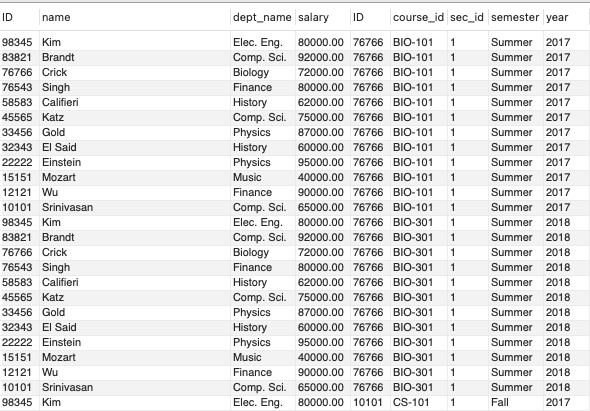 ID name dept_name salary ID course_id sec_id semester year
98345 Kim Elec. Eng. 80000.00 76766 BIO-101 1 Summer 2017
83821 Brandt Comp. Sci. 92000.00 76766 BIO-101 1 Summer 2017
76766 Crick Biology 72000.00 76766 BIO-101 1 Summer 2017
76543 Singh Finance 80000.00 76766 BIO-101 1 Summer 2017
58583 Califieri History 62000.00 76766 BIO-101 1 Summer 2017
45565 Katz Comp. Sci. 75000.00 76766 BIO-101 1 Summer 2017
33456 Gold Physics 87000.00 76766 BIO-101 1 Summer 2017
32343 El Said History 60000.00 76766 BIO-101 1 Summer 2017
22222 Einstein Physics 95000.00 76766 BIO-101 1 Summer 2017
15151 Mozart Music 40000.00 76766 BIO-101 1 Summer 2017
12121 Wu Finance 90000.00 76766 BIO-101 1 Summer 2017
10101 Srinivasan Comp. Sci. 65000.00 76766 BIO-101 1 Summer 2017
98345 Kim Elec. Eng. 80000.00 76766 BIO-301 1 Summer 2018
83821 Brandt Comp. Sci. 92000.00 76766 BIO-301 1 Summer 2018
76766 Crick Biology 72000.00 76766 BIO-301 1 Summer 2018
76543 Singh Finance 80000.00 76766 BIO-301 1 Summer 2018
58583 Califieri History 62000.00 76766 BIO-301 1 Summer 2018
45565 Katz Comp. Sci. 75000.00 76766 BIO-301 1 Summer 2018
33456 Gold Physics 87000.00 76766 BIO-301 1 Summer 2018
32343 El Said History 60000.00 76766 BIO-301 1 Summer 2018
22222 Einstein Physics 95000.00 76766 BIO-301 1 Summer 2018
15151 Mozart Music 40000.00 76766 BIO-301 1 Summer 2018
12121 Wu Finance 90000.00 76766 BIO-301 1 Summer 2018
10101 Srinivasan Comp. Sci. 65000.00 76766 BIO-301 1 Summer 2018
98345 Kim Elec. Eng. 80000.00 10101 CS-101 1 Fall 2017